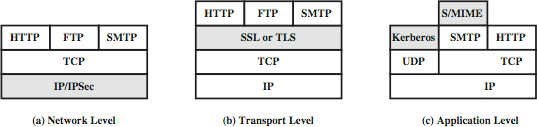 HTTP FTP SMTP
TCP
IP/IPSec
(a) Network Level
HTTP FTP SMTP
SSL or TLS
TCP
IP
(b) Transport Level
S/MIME
Kerberos SMTP HTTP
UDP TCP
IP
(c) Application Level